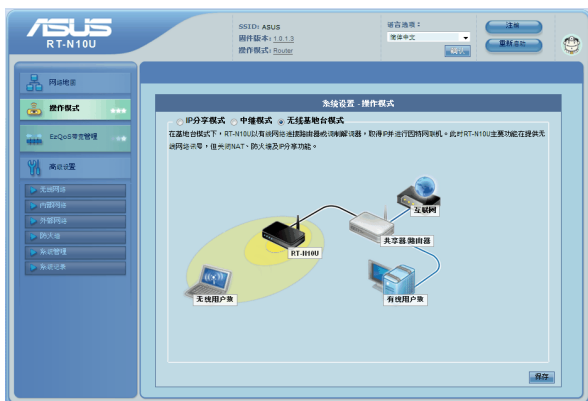 ASUS
RT-N10U
SSID: ASUS
固件版本: 1.0.1.3
操作模式: Router
语言选项:
简体中文
确认
注销
重新启动
网络地图
操作模式
EzQoS带宽管理
高级设置
无线网络
内部网络
外部网络
防火墙
系统管理
系统记录
系统设置 - 操作模式
IP分享模式 中继模式 无线基地台模式
在基地台模式下，RT-N10U以有线网络连接路由器或调制解调器，取得IP并进行因特网联机。此时RT-N10U主要功能在提供无
线网络讯号，但关闭NAT、防火墙及IP分享功能。
互联网
共享器/路由器
RT-N10U
无线用户数
有线用户数
保存